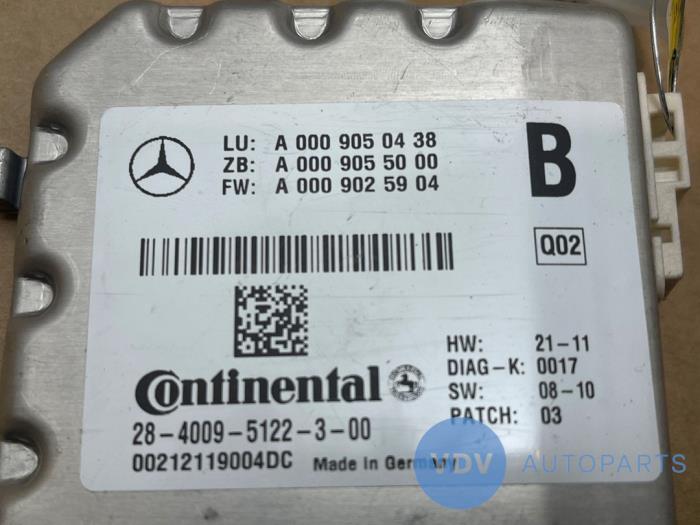 LU: A 000 905 04 38
ZB: A 000 905 50 00
FW: A 000 902 59 04
B
Q02
HW: 21-11
DIAG-K: 0017
SW: 08-10
PATCH: 03
Continental
28-4009-5122-3-00
00212119004DC Made in Germany
VDV AUTOPARTS